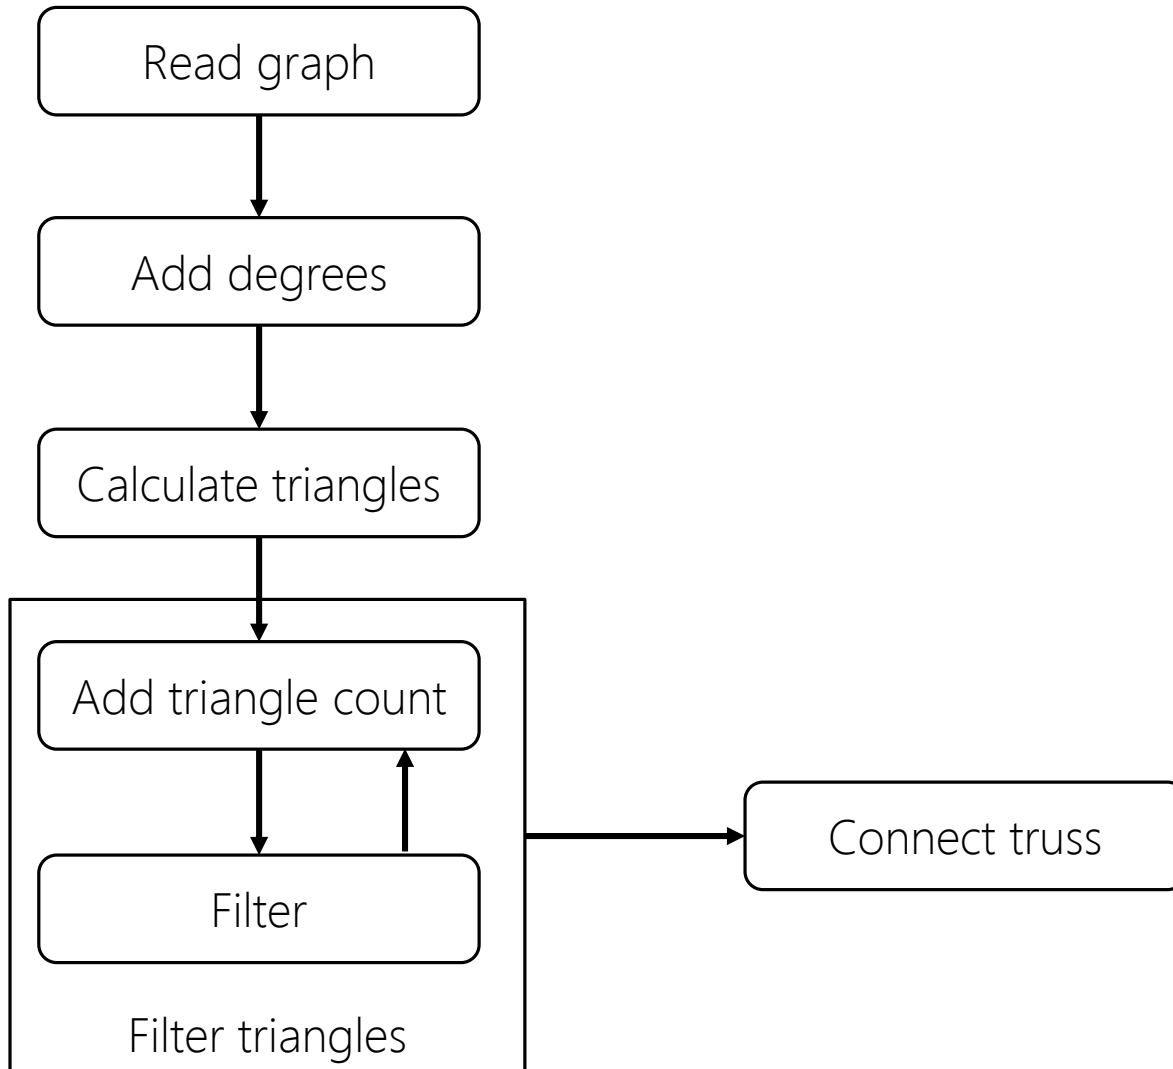 Read graph
Add degrees
Calculate triangles
Add triangle count
Filter
Filter triangles
Connect truss